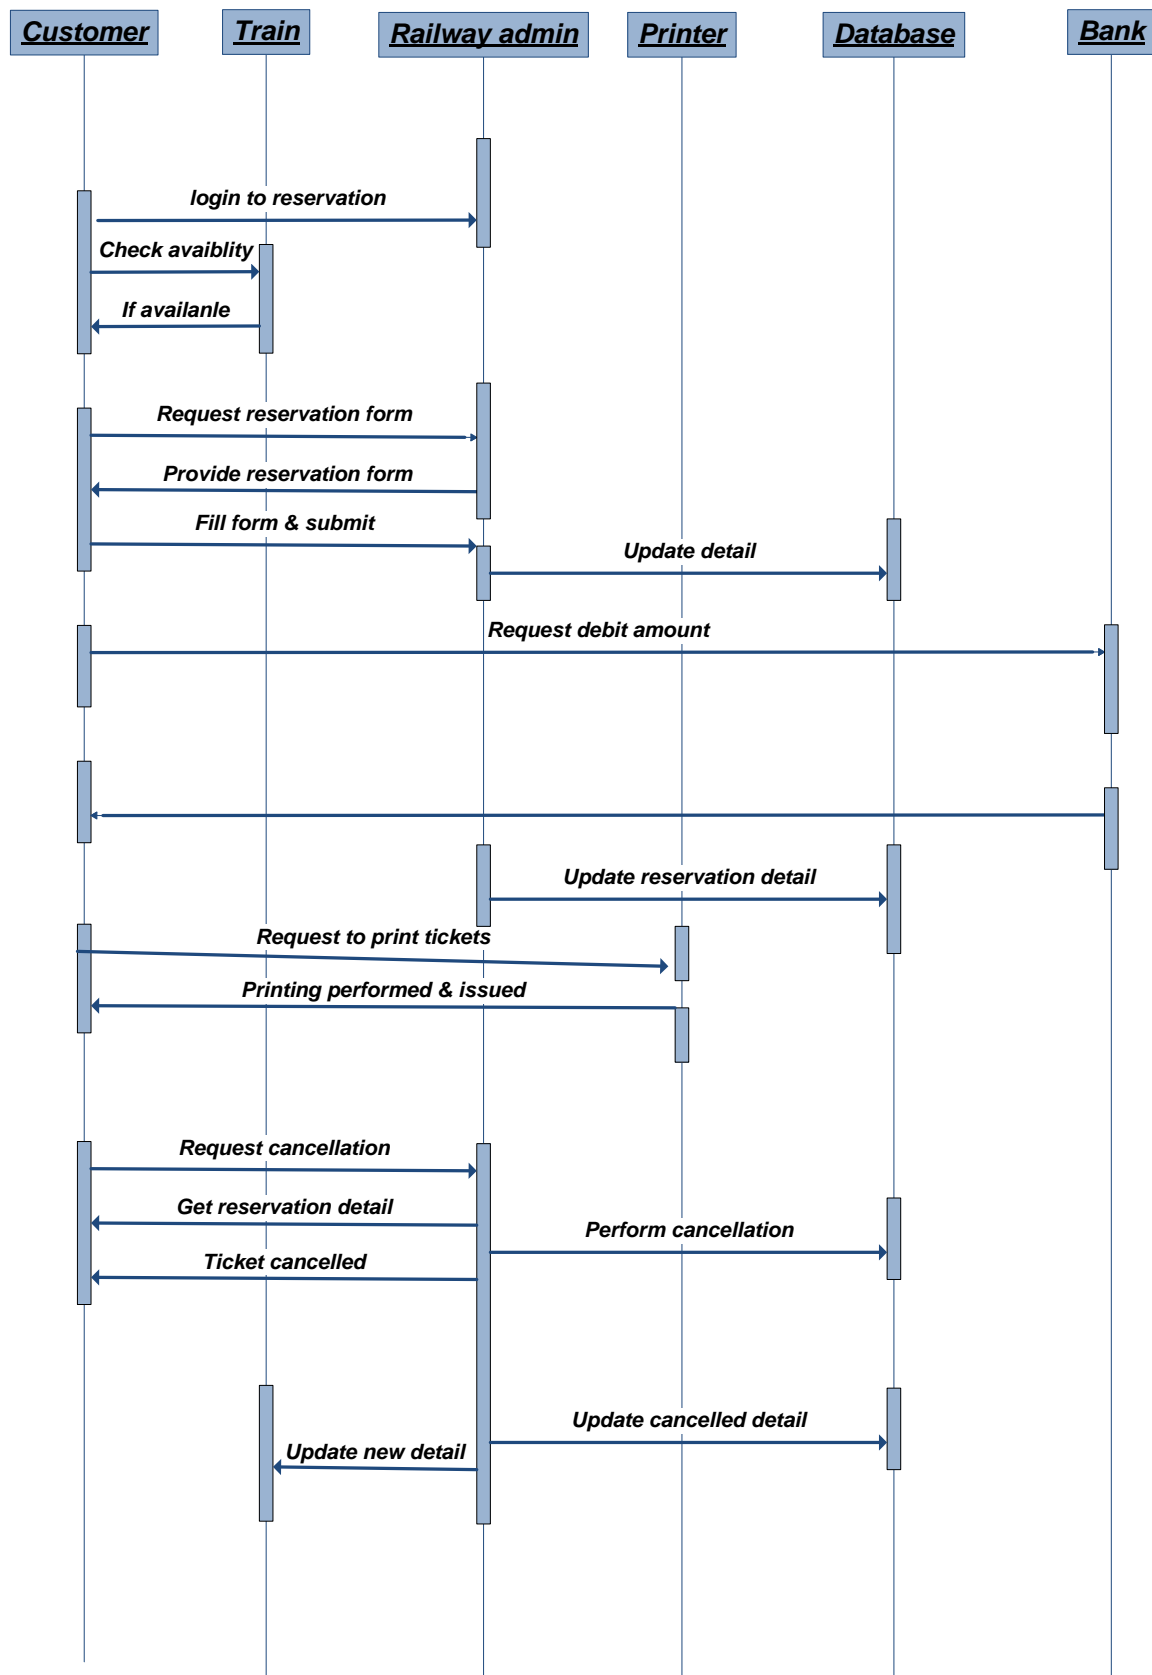 Customer
Train
Railway admin
Printer
Database
Bank
login to reservation
Check avaiblity
If availanle
Request reservation form
Provide reservation form
Fill form & submit
Update detail
Request debit amount
Update reservation detail
Request to print tickets
Printing performed & issued
Request cancellation
Get reservation detail
Perform cancellation
Ticket cancelled
Update cancelled detail
Update new detail